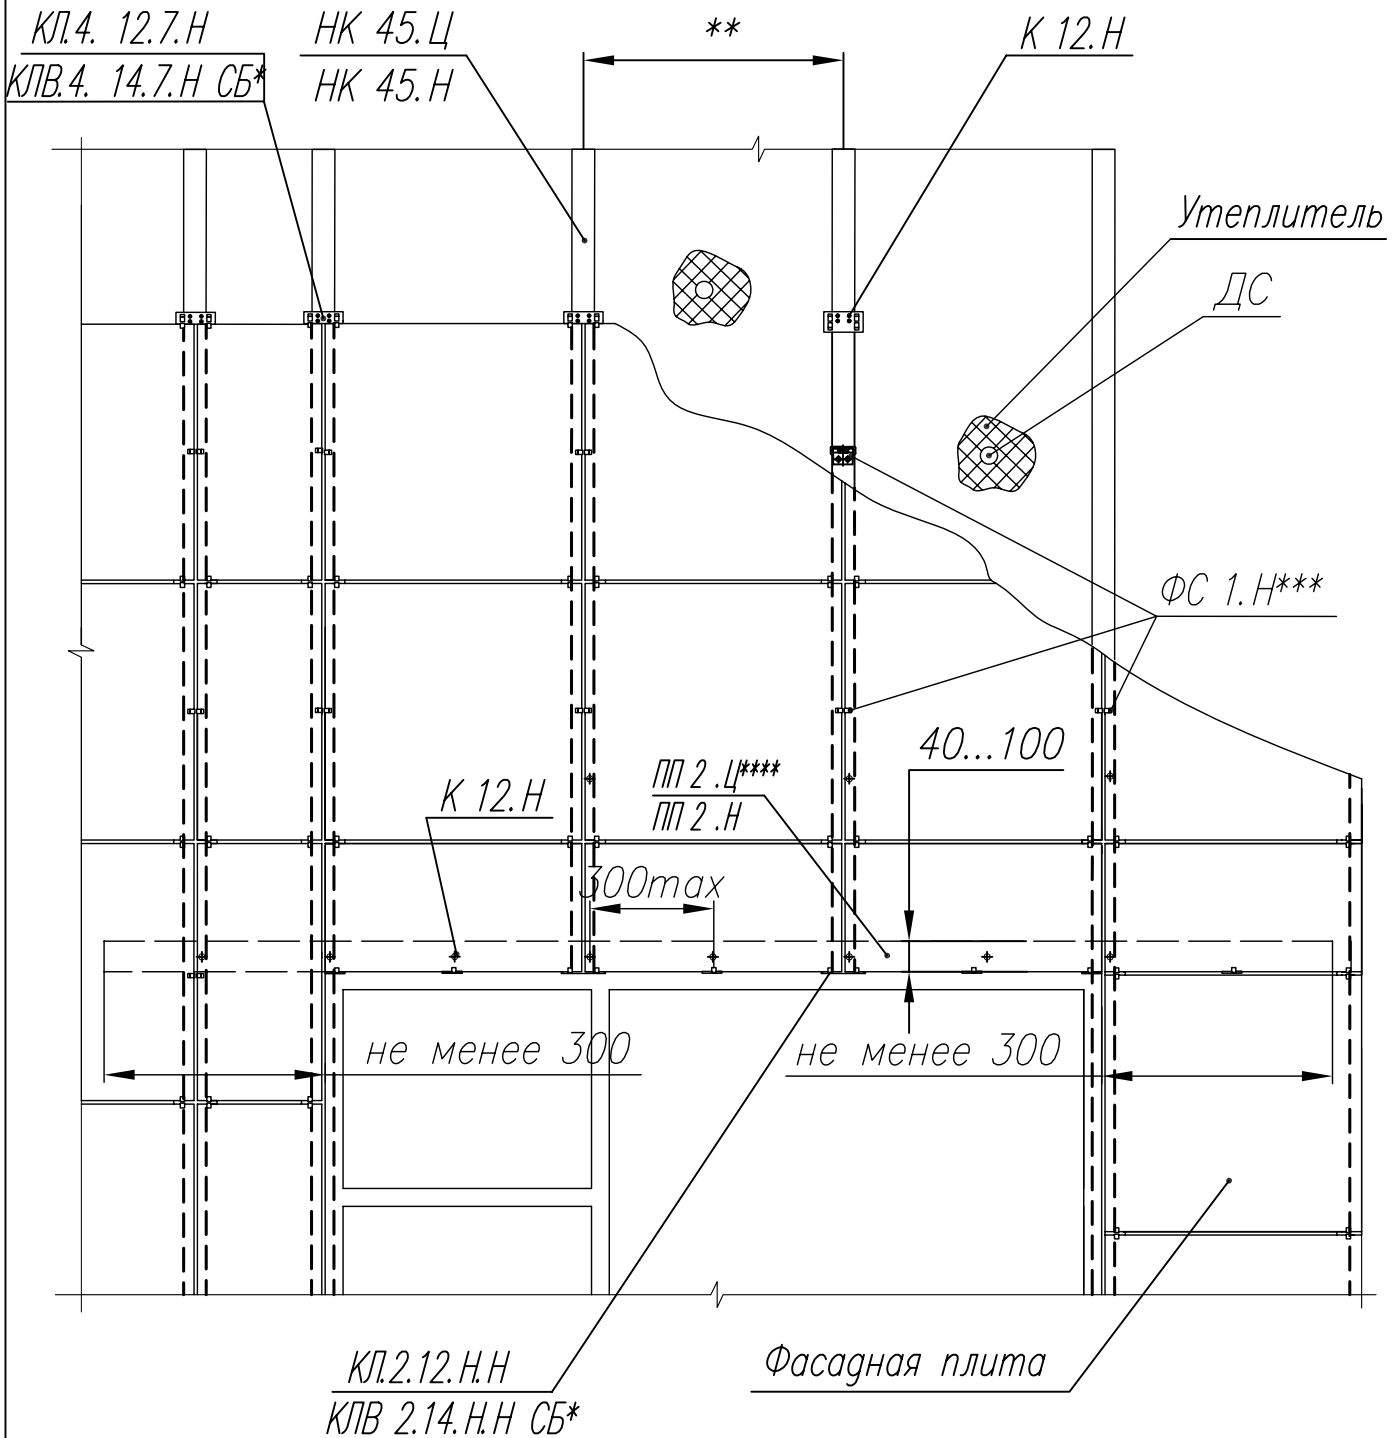 КЛ.4. 12.7.Н
КЛВ.4. 14.7.Н СБ*
НК 45.Ц
НК 45.Н
**
К 12.Н
Утеплитель
ДС
ФС 1.Н***
40...100
ПП 2 .Ц****
ПП 2 .Н
К 12.Н
300max
не менее 300
не менее 300
КЛ.2.12.Н.Н
КЛВ 2.14.Н.Н СБ*
Фасадная плита